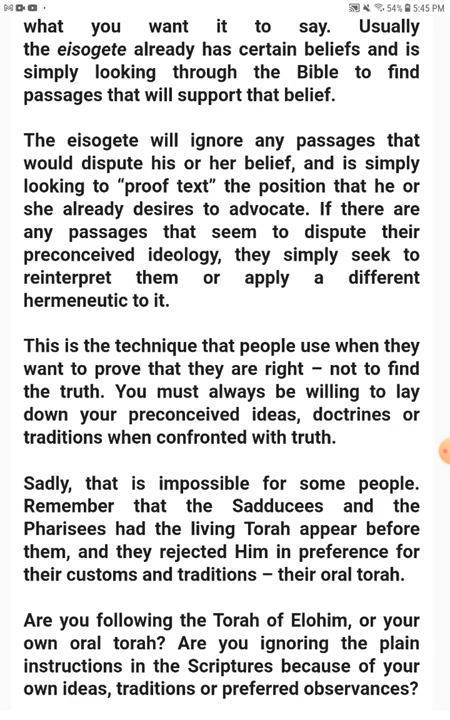 54% 5:45 PM
what you want it to say. Usually
the eisogete already has certain beliefs and is
simply looking through the Bible to find
passages that will support that belief.
The eisogete will ignore any passages that
would dispute his or her belief, and is simply
looking to “proof text” the position that he or
she already desires to advocate. If there are
any passages that seem to dispute their
preconceived ideology, they simply seek to
reinterpret them or apply a different
hermeneutic to it.
This is the technique that people use when they
want to prove that they are right – not to find
the truth. You must always be willing to lay
down your preconceived ideas, doctrines or
traditions when confronted with truth.
Sadly, that is impossible for some people.
Remember that the Sadducees and the
Pharisees had the living Torah appear before
them, and they rejected Him in preference for
their customs and traditions – their oral torah.
Are you following the Torah of Elohim, or your
own oral torah? Are you ignoring the plain
instructions in the Scriptures because of your
own ideas, traditions or preferred observances?